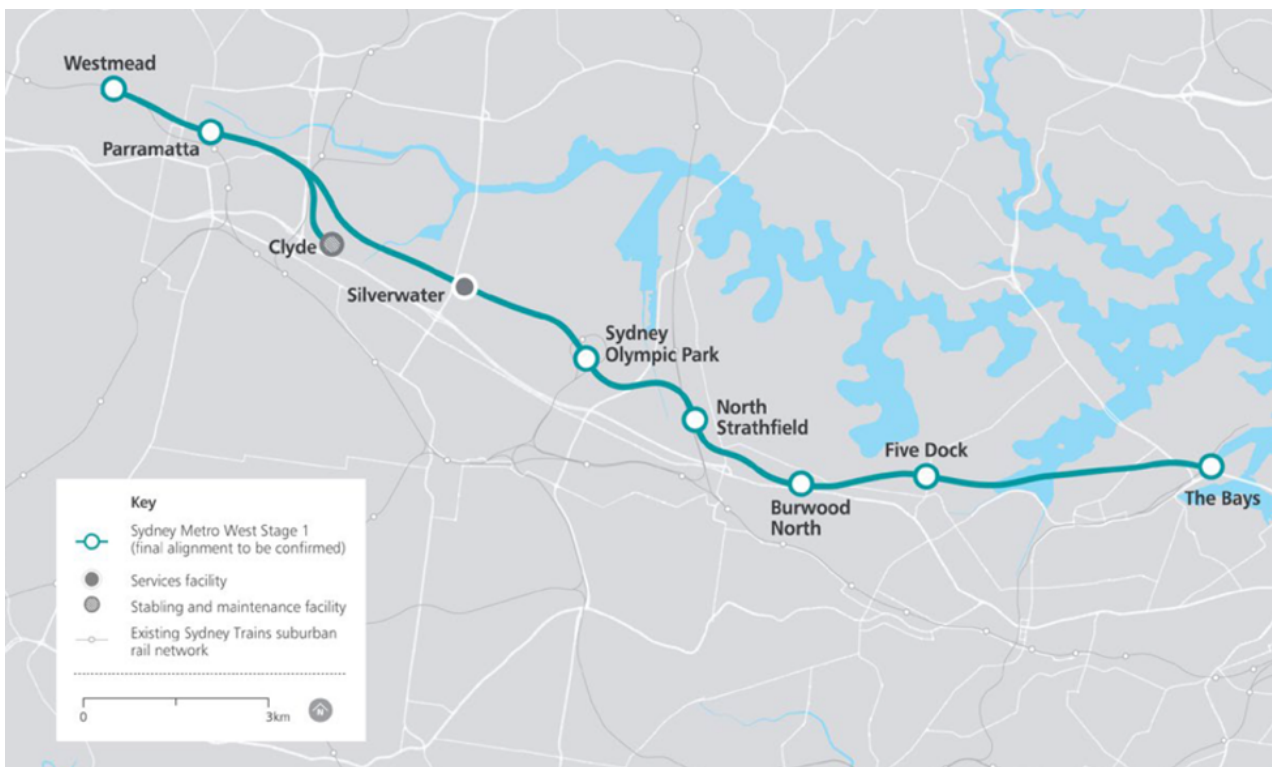 Westmead
Parramatta
Clyde
Silverwater
Sydney
Olympic Park
North
Strathfield
Five Dock
Burwood
North
The Bays
Key
Sydney Metro West Stage 1
(final alignment to be confirmed)
Services facility
Stabling and maintenance facility
Existing Sydney Trains suburban
rail network
0 3km
N